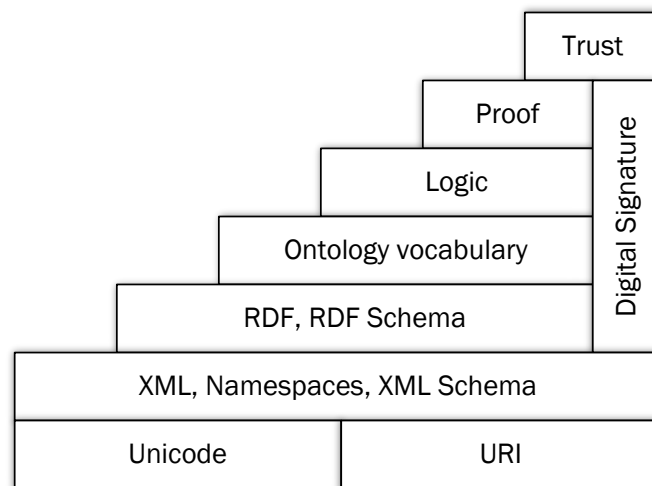 Trust
Proof
Digital Signature
Logic
Ontology vocabulary
RDF, RDF Schema
XML, Namespaces, XML Schema
Unicode
URI